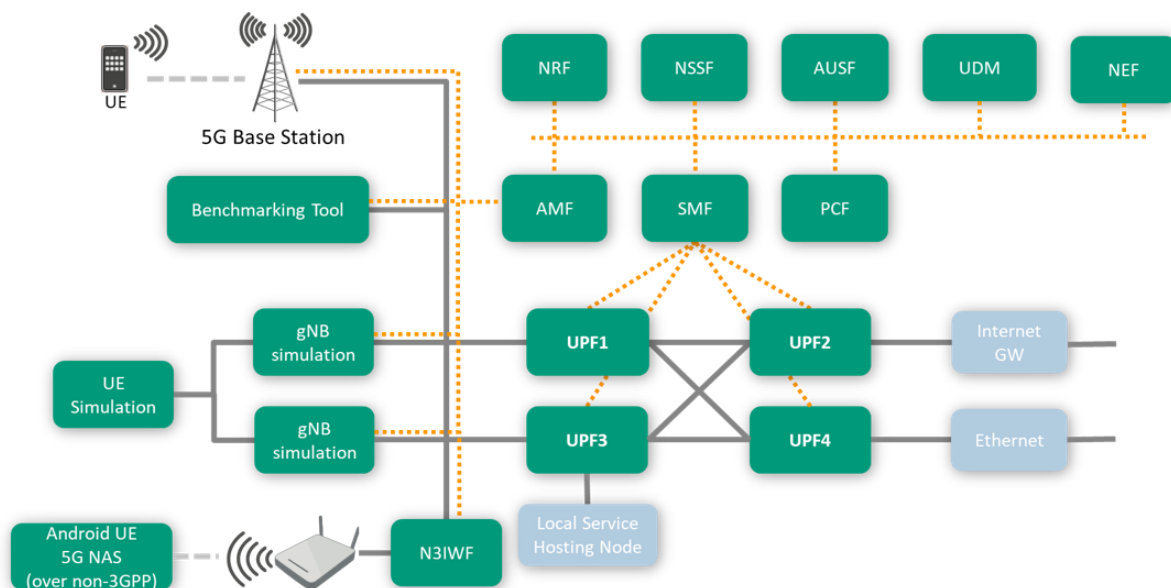 UE
5G Base Station
NRF
NSSF
AUSF
UDM
NEF
Benchmarking Tool
AMF
SMF
PCF
gNB
simulation
UPF1
UPF2
Internet
GW
UE
Simulation
gNB
simulation
UPF3
UPF4
Ethernet
Local Service
Hosting Node
Android UE
5G NAS
(over non-3GPP)
N3IWF